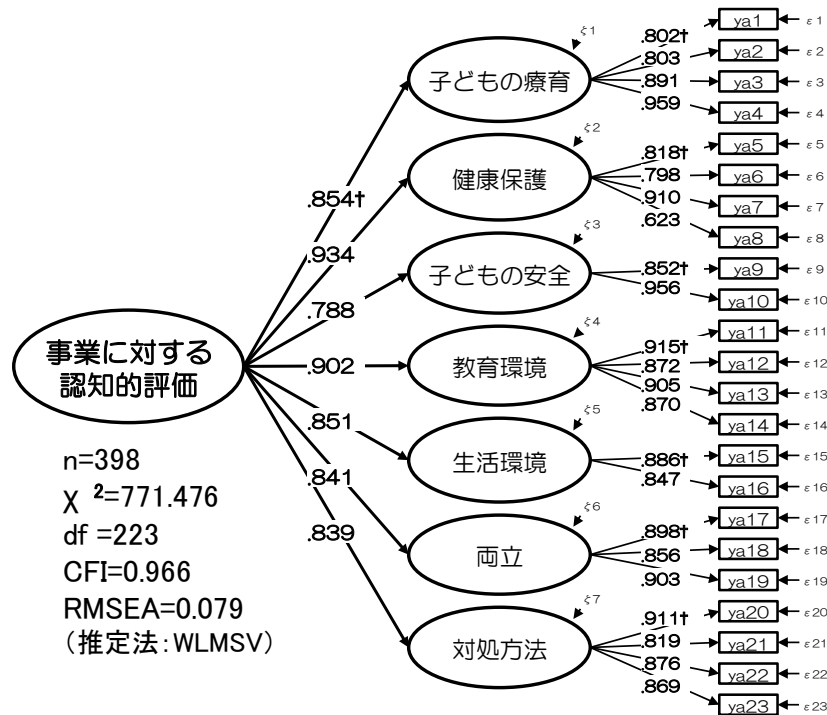 事業に対する
認知的評価
n=398
χ ²=771.476
df =223
CFI=0.966
RMSEA=0.079
(推定法:WLMSV)
.854†
.934
.788
.902
.851
.841
.839
子どもの療育
ξ1
.802†
.803
.891
.959
ya1
ε1
ya2
ε2
ya3
ε3
ya4
ε4
健康保護
ξ2
.818†
.798
.910
.623
ya5
ε5
ya6
ε6
ya7
ε7
ya8
ε8
子どもの安全
ξ3
.852†
.956
ya9
ε9
ya10
ε10
教育環境
ξ4
.915†
.872
.905
.870
ya11
ε11
ya12
ε12
ya13
ε13
ya14
ε14
生活環境
ξ5
.886†
.847
ya15
ε15
ya16
ε16
両立
ξ6
.898†
.856
.903
ya17
ε17
ya18
ε18
ya19
ε19
対処方法
ξ7
.911†
.819
.876
.869
ya20
ε20
ya21
ε21
ya22
ε22
ya23
ε23